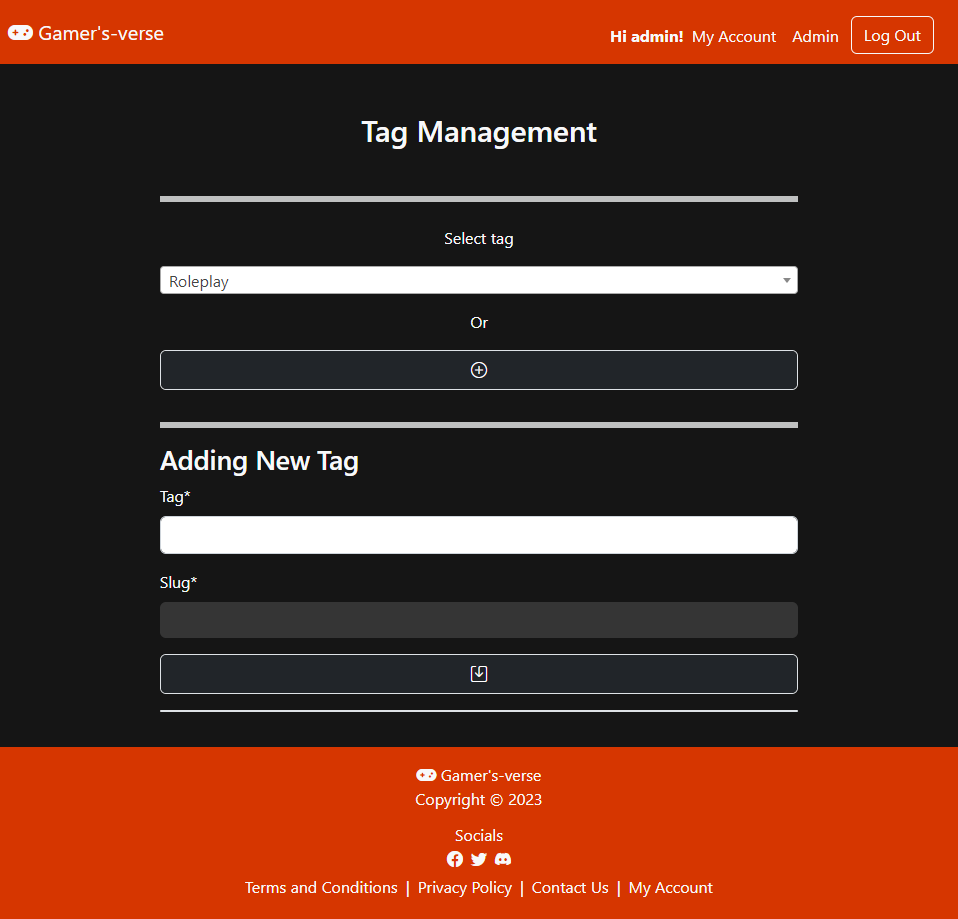 Gamer's-verse
Hi admin! My Account Admin Log Out
Tag Management
Select tag
Roleplay
Or
Adding New Tag
Tag*
Slug*
Gamer's-verse
Copyright © 2023
Socials
Terms and Conditions | Privacy Policy | Contact Us | My Account